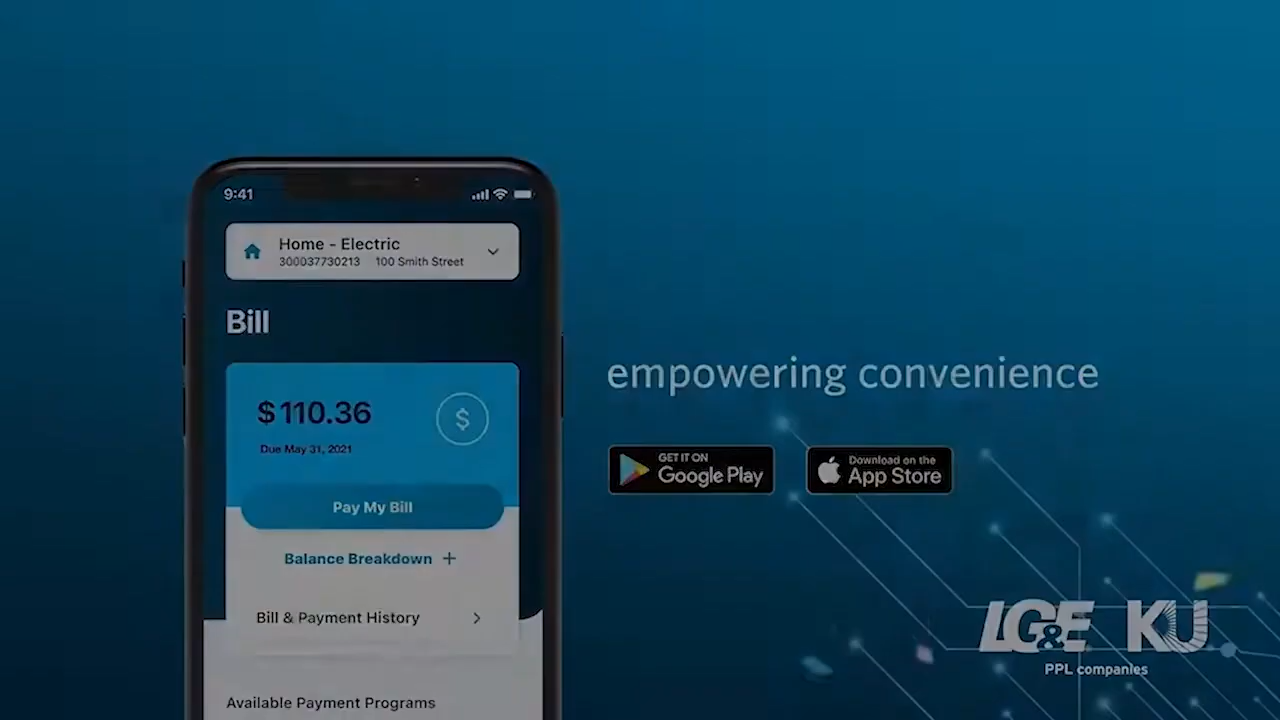 9:41
Home - Electric
300037730213 100 Smith Street
Bill
$110.36
$
Due May 31, 2021
Pay My Bill
Balance Breakdown +
Bill & Payment History >
Available Payment Programs
empowering convenience
GET IT ON
Google Play
Download on the
App Store
LG&E KU
PPL companies